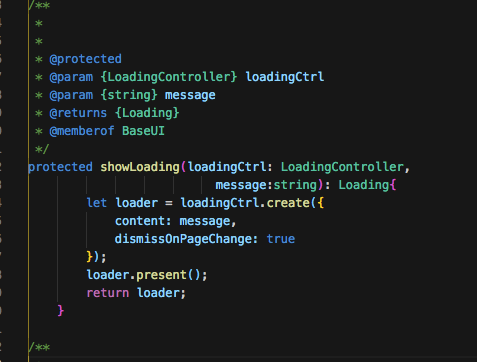 /**
*
*
* @protected
* @param {LoadingController} loadingCtrl
* @param {string} message
* @returns {Loading}
* @memberof BaseUI
*/
protected showLoading(loadingCtrl: LoadingController,
message:string): Loading{
let loader = loadingCtrl.create({
content: message,
dismissOnPageChange: true
});
loader.present();
return loader;
}
/**